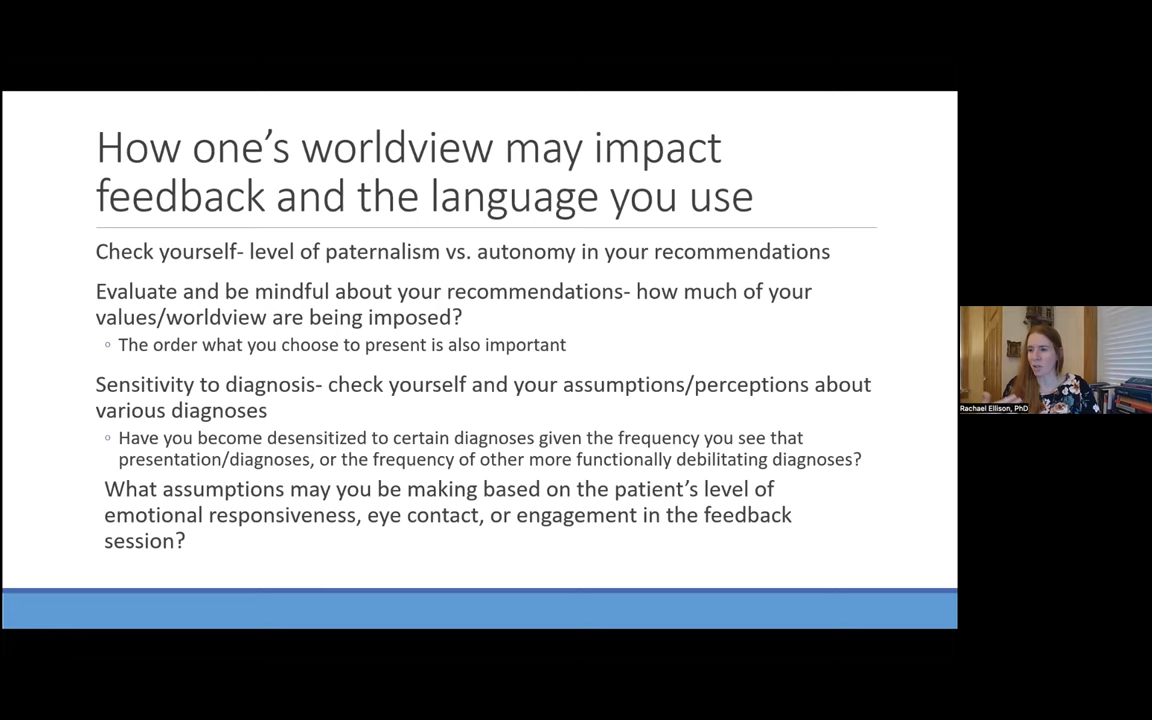 How one's worldview may impact
feedback and the language you use
Check yourself- level of paternalism vs. autonomy in your recommendations
Evaluate and be mindful about your recommendations- how much of your
values/worldview are being imposed?
◦ The order what you choose to present is also important
Sensitivity to diagnosis- check yourself and your assumptions/perceptions about
various diagnoses
◦ Have you become desensitized to certain diagnoses given the frequency you see that
presentation/diagnoses, or the frequency of other more functionally debilitating diagnoses?
What assumptions may you be making based on the patient's level of
emotional responsiveness, eye contact, or engagement in the feedback
session?
Rachael Ellison, PhD